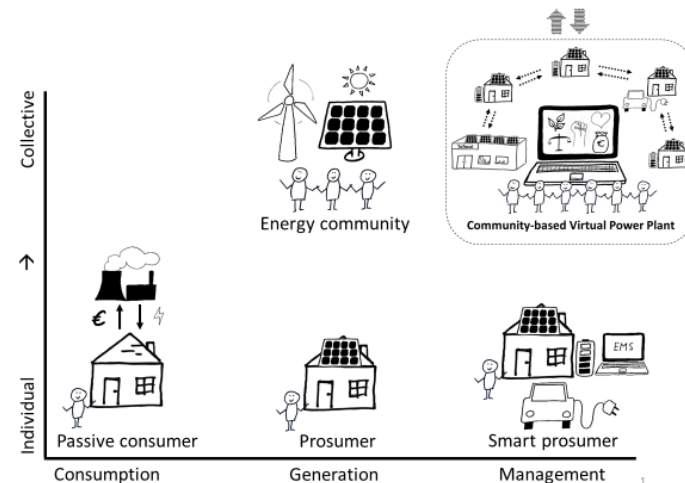 Collective
→
Individual
Energy community
Community-based Virtual Power Plant
School
€
€
EMS
Passive consumer
Prosumer
Smart prosumer
Consumption
Generation
Management
1